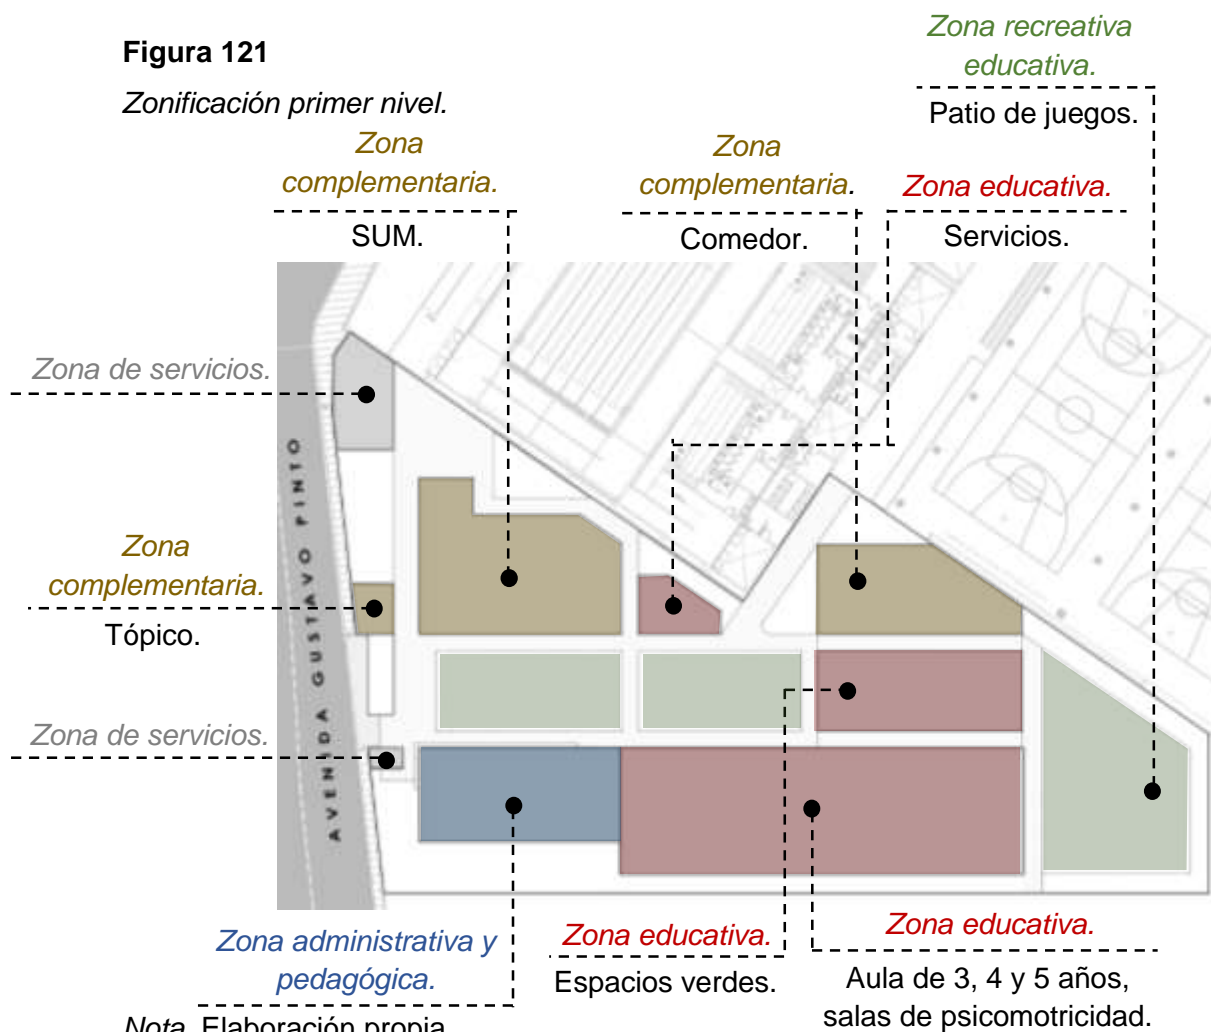 Figura 121
Zonificación primer nivel.
Zona recreativa
educativa.
Patio de juegos.
Zona
complementaria.
SUM.
Zona
complementaria.
Comedor.
Zona educativa.
Servicios.
Zona de servicios.
AVENIDA GUSTAVO PINTO
Zona
complementaria.
Tópico.
Zona de servicios.
Zona administrativa y
pedagógica.
Zona educativa.
Espacios verdes.
Zona educativa.
Aula de 3, 4 y 5 años,
salas de psicomotricidad.
Nota. Elaboración propia